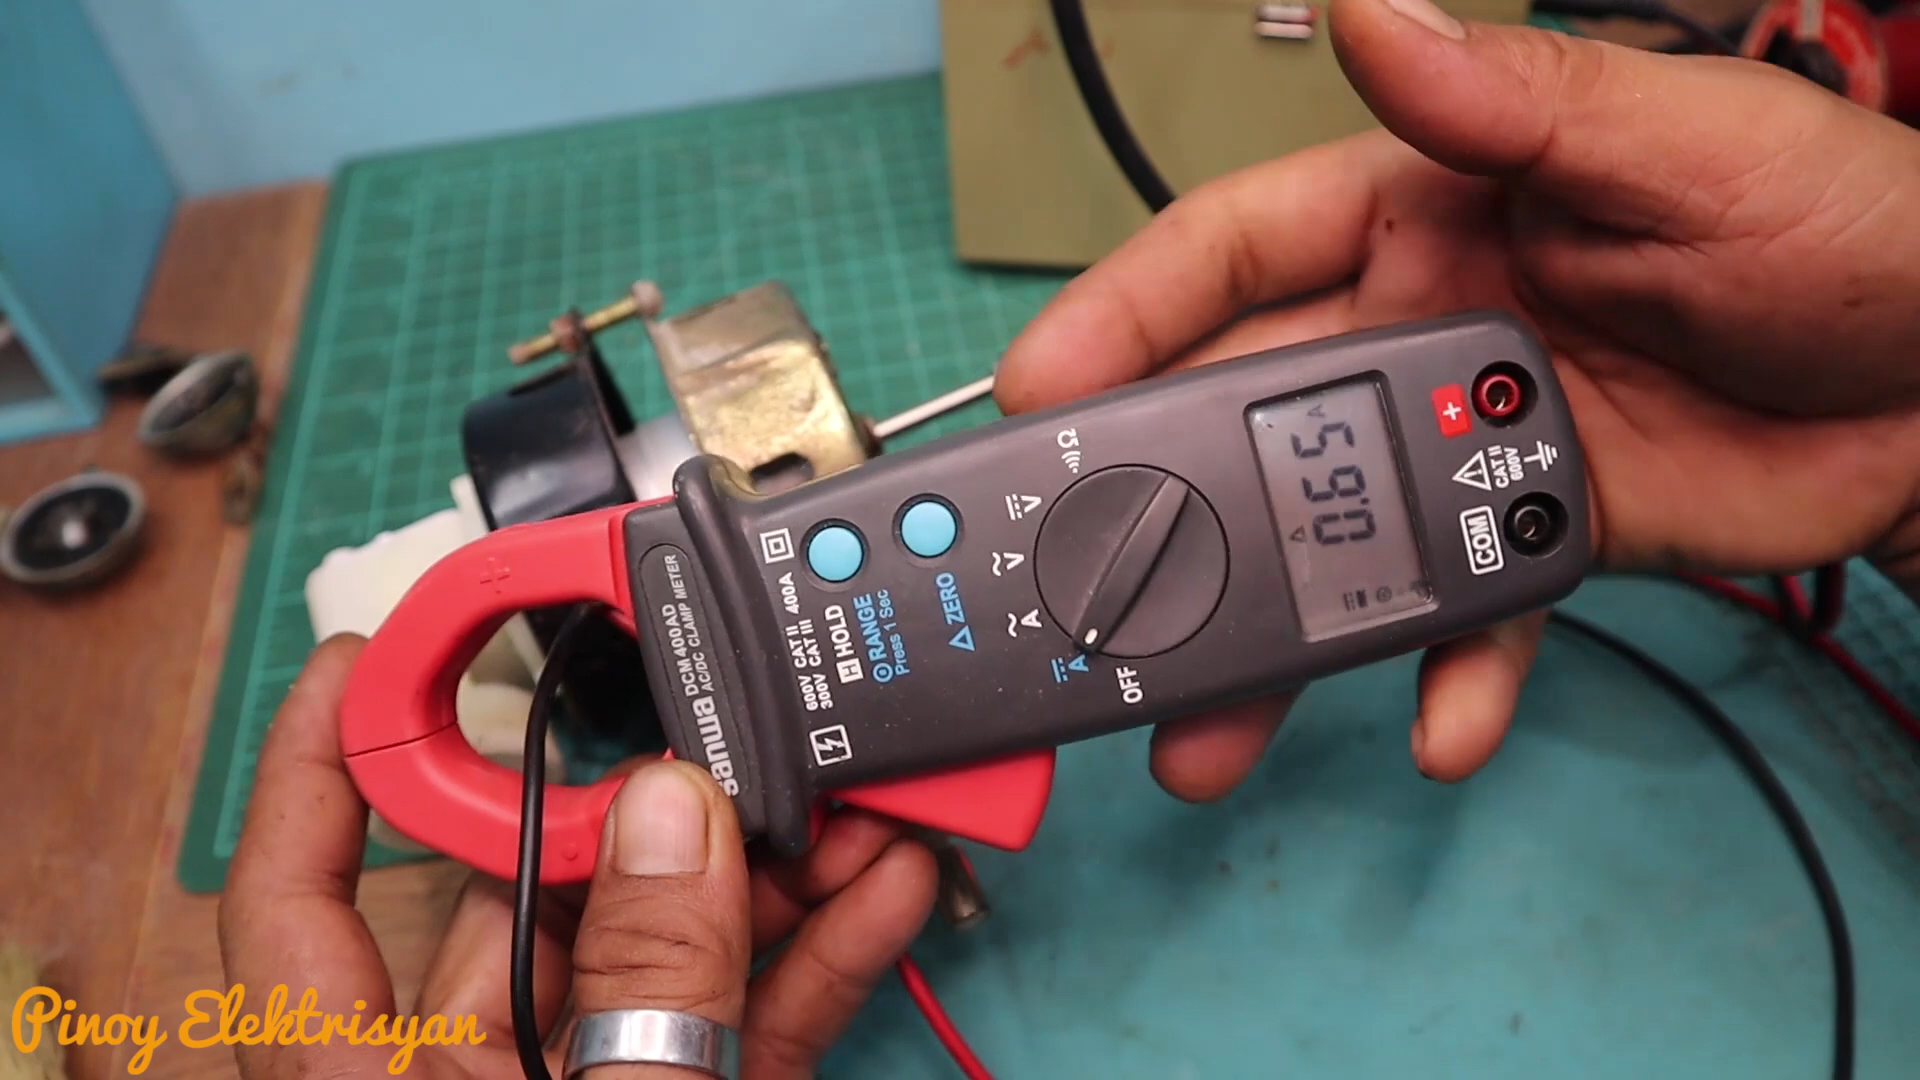 sanwa DCM400AD
AC/DC CLAMP METER
600V CAT II 400A
300V CAT III
H HOLD
RANGE
Press 1 Sec
△ ZERO
Ω
V
V
A
A
OFF
△ 0.65 A
+
CAT II
600V
COM
Pinoy Elektrisyan